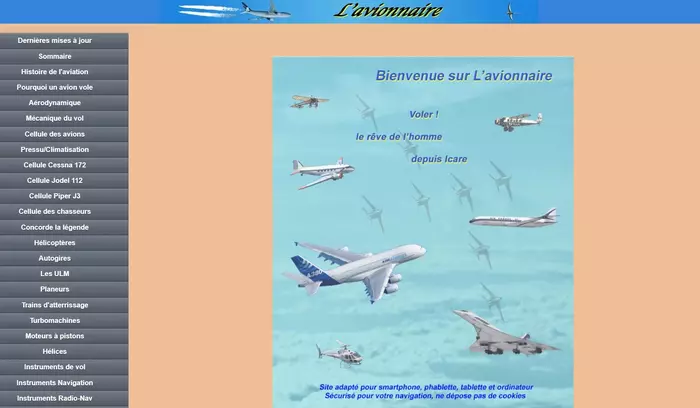 L'avionnaire
Dernières mises à jour
Sommaire
Histoire de l'aviation
Pourquoi un avion vole
Aérodynamique
Mécanique du vol
Cellule des avions
Pressu/Climatisation
Cellule Cessna 172
Cellule Jodel 112
Cellule Piper J3
Cellule des chasseurs
Concorde la légende
Hélicoptères
Autogires
Les ULM
Planeurs
Trains d'atterrissage
Turbomachines
Moteurs à pistons
Hélices
Instruments de vol
Instruments Navigation
Instruments Radio-Nav
Bienvenue sur L'avionnaire
Voler !
le rêve de l'homme
depuis Icare
Site adapté pour smartphone, phablette, tablette et ordinateur
Sécurisé pour votre navigation, ne dépose pas de cookies